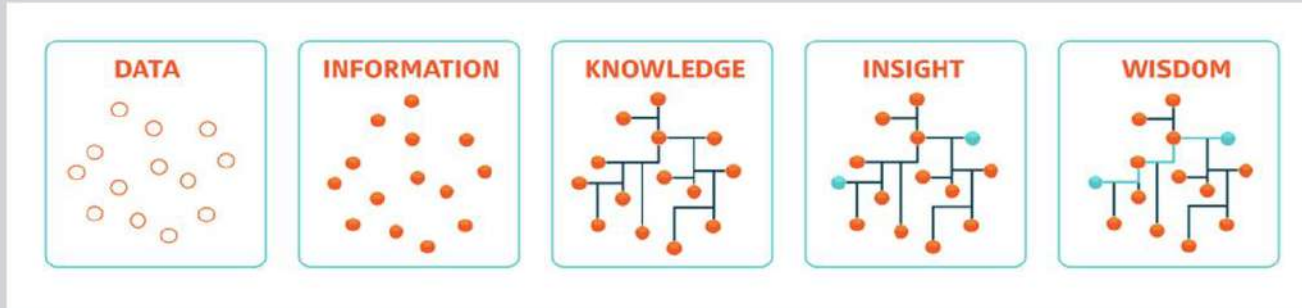 DATA
INFORMATION
KNOWLEDGE
INSIGHT
WISDOM